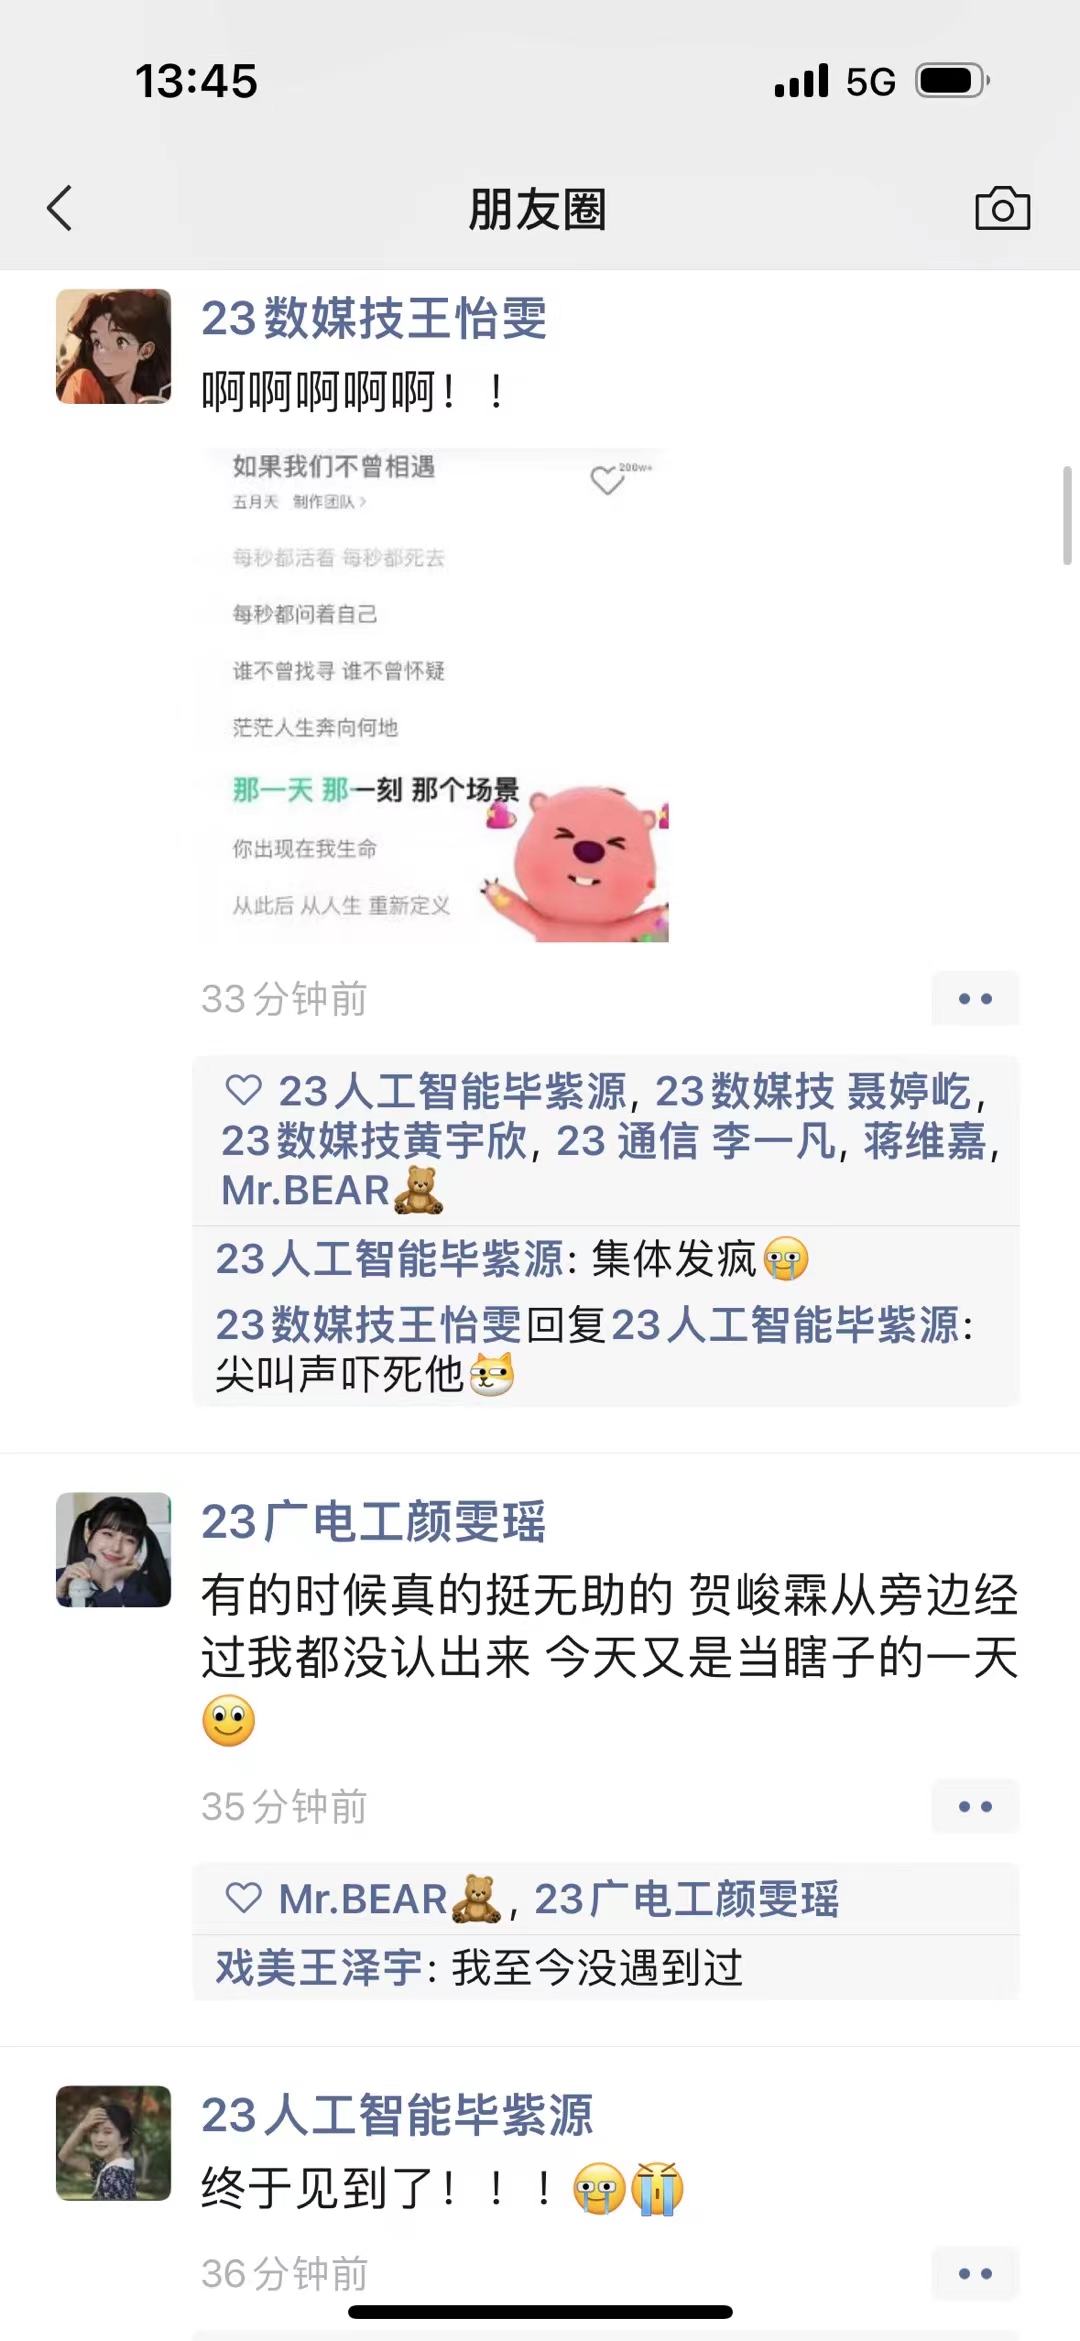 13:45
5G
朋友圈
23数媒技王怡雯
啊啊啊啊啊！！
如果我们不曾相遇
200w+
五月天 制作团队>
每秒都活着 每秒都死去
每秒都问着自己
谁不曾找寻 谁不曾怀疑
茫茫人生奔向何地
那一天 那一刻 那个场景
你出现在我生命
从此后 从人生 重新定义
33分钟前
23人工智能毕紫源, 23数媒技 聂婷屹,
23数媒技黄宇欣, 23 通信 李一凡, 蒋维嘉,
Mr.BEAR🧸
23人工智能毕紫源: 集体发疯🥹
23数媒技王怡雯回复23人工智能毕紫源:
尖叫声吓死他
23广电工颜雯瑶
有的时候真的挺无助的 贺峻霖从旁边经
过我都没认出来 今天又是当瞎子的一天
🙂
35分钟前
Mr.BEAR🧸, 23广电工颜雯瑶
戏美王泽宇: 我至今没遇到过
23人工智能毕紫源
终于见到了！！！🥹😭
36分钟前